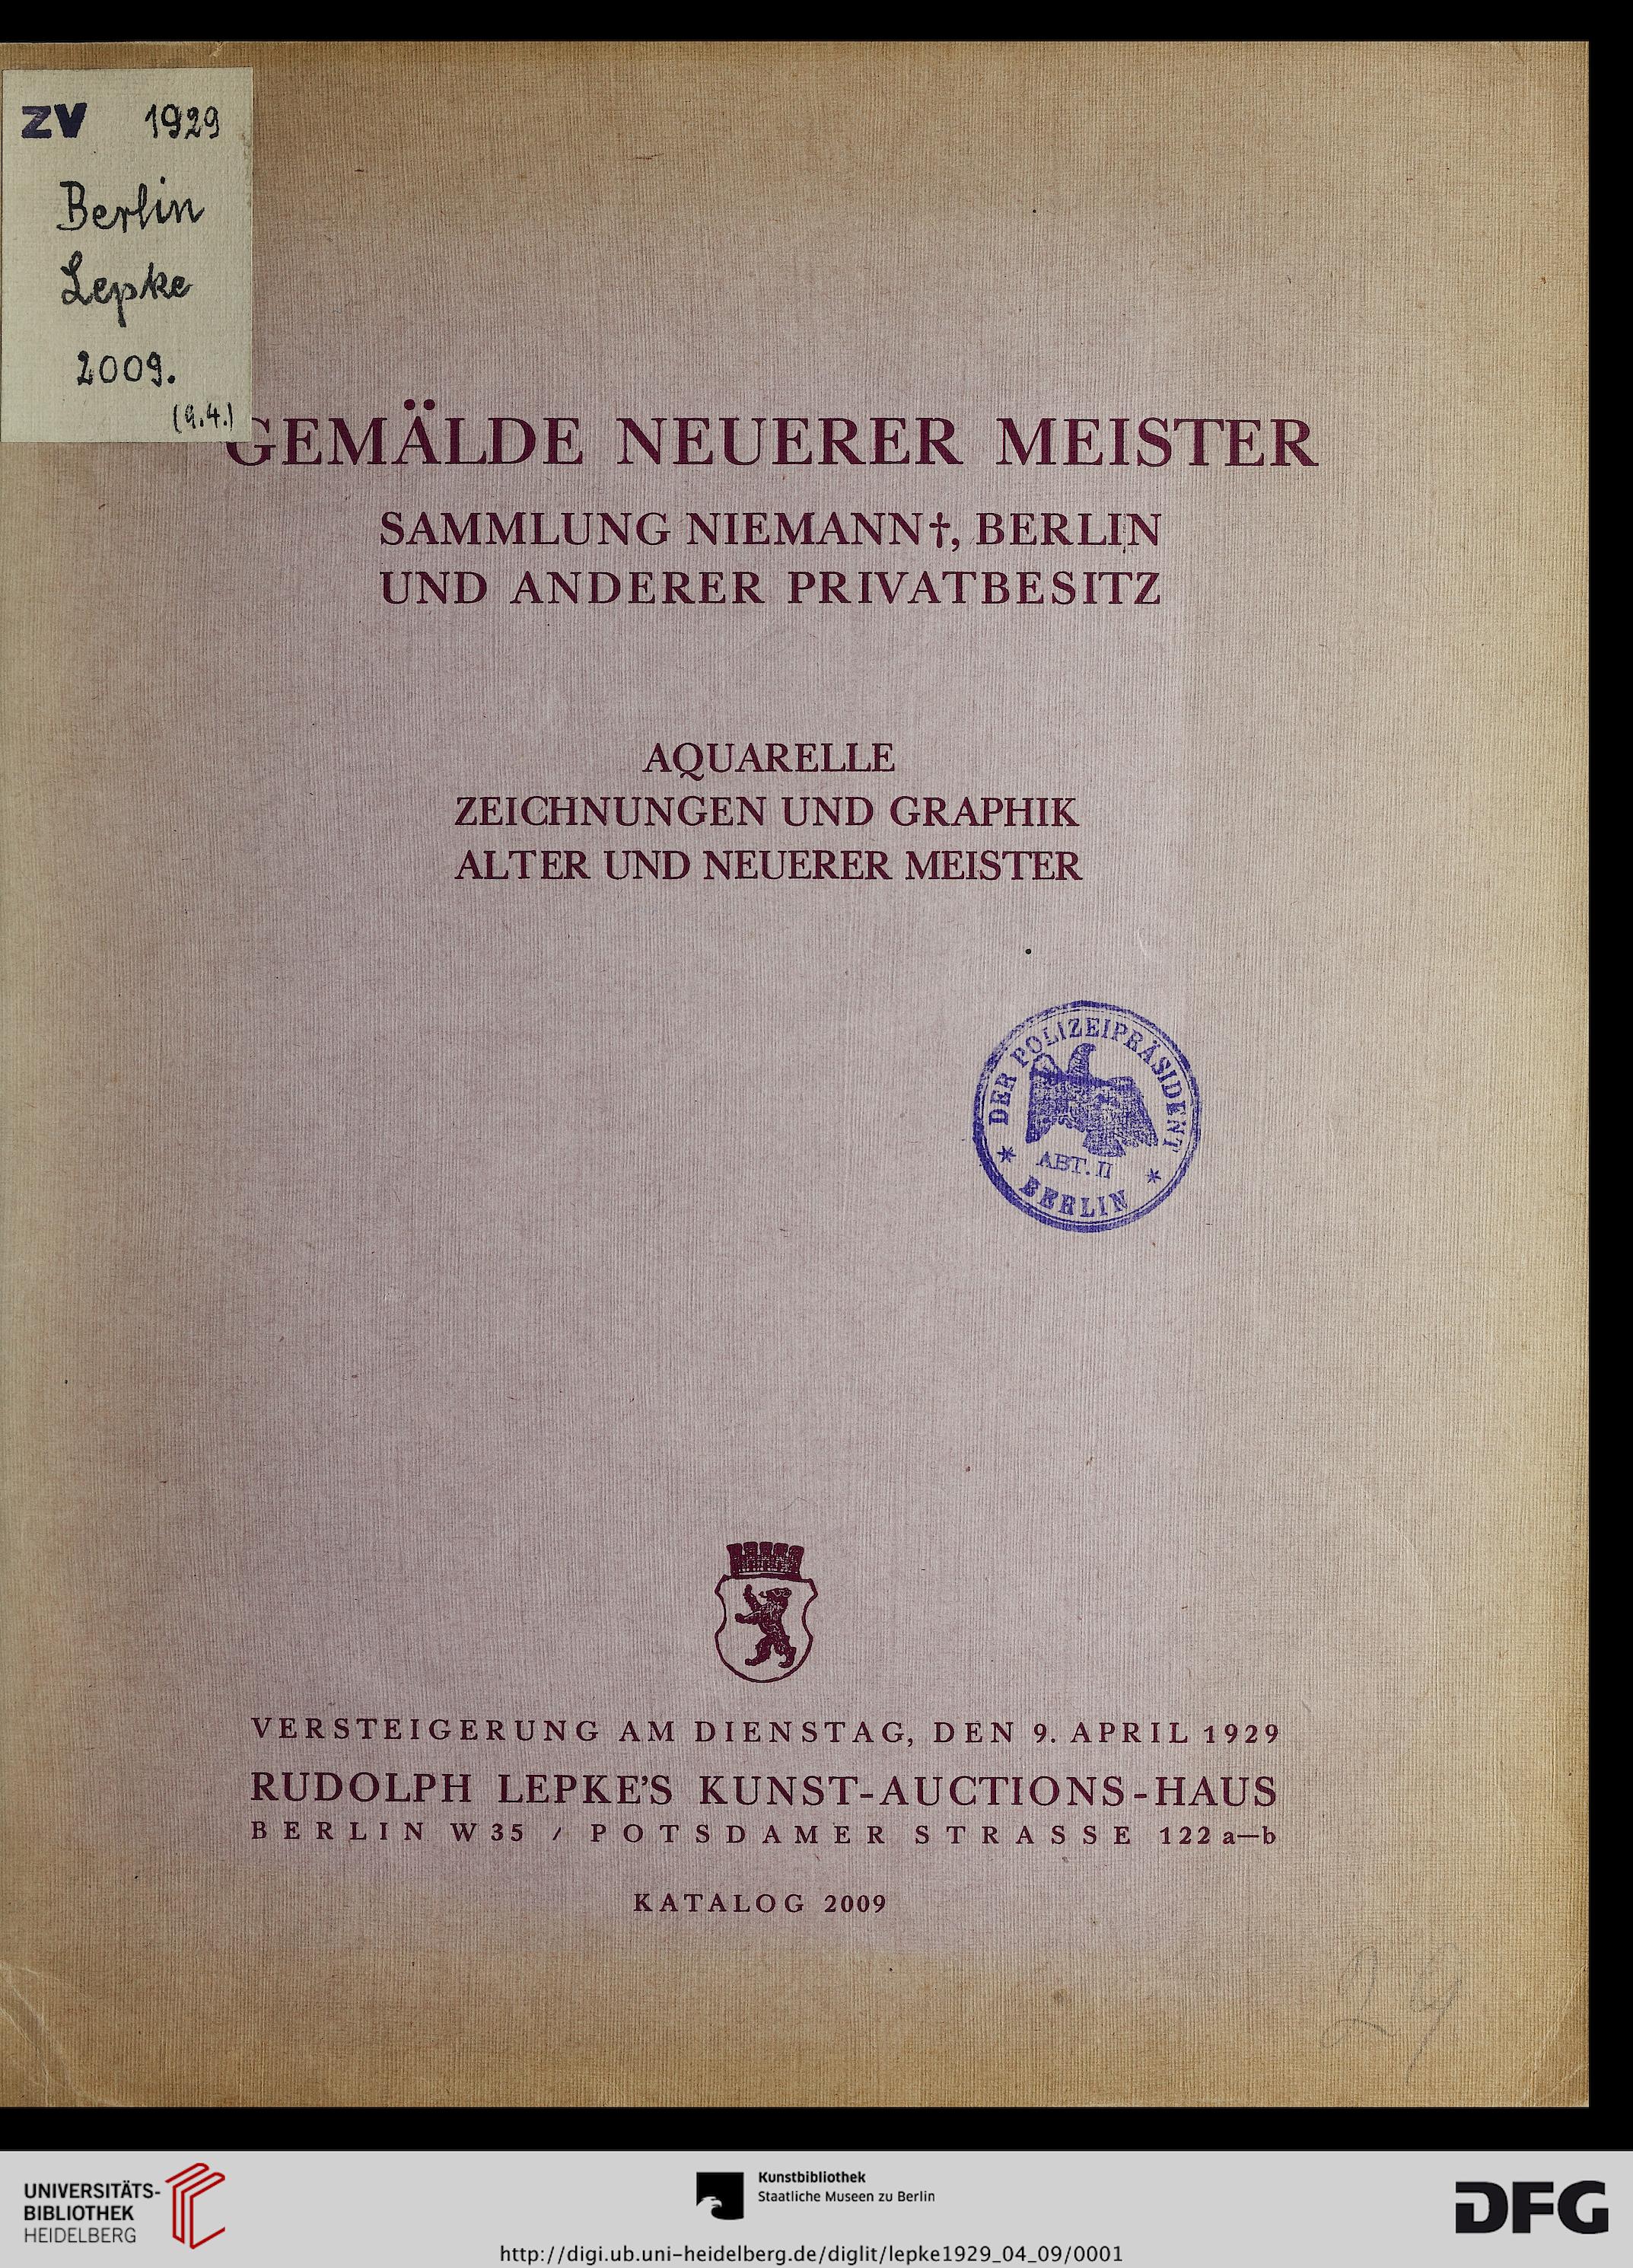 ZV 1929
Berlin
Lepke
2009.
(9.4.)
GEMÄLDE NEUERER MEISTER
SAMMLUNG NIEMANN†, BERLIN
UND ANDERER PRIVATBESITZ
AQUARELLE
ZEICHNUNGEN UND GRAPHIK
ALTER UND NEUERER MEISTER
DER POLIZEIPRÄSIDENT
ABT. II
* BERLIN *
VERSTEIGERUNG AM DIENSTAG, DEN 9. APRIL 1929
RUDOLPH LEPKE'S KUNST-AUCTIONS-HAUS
BERLIN W 35 / POTSDAMER STRASSE 122 a—b
KATALOG 2009
29
UNIVERSITÄTS-
BIBLIOTHEK
HEIDELBERG
Kunstbibliothek
Staatliche Museen zu Berlin
DFG
http://digi.ub.uni-heidelberg.de/diglit/lepke1929_04_09/0001